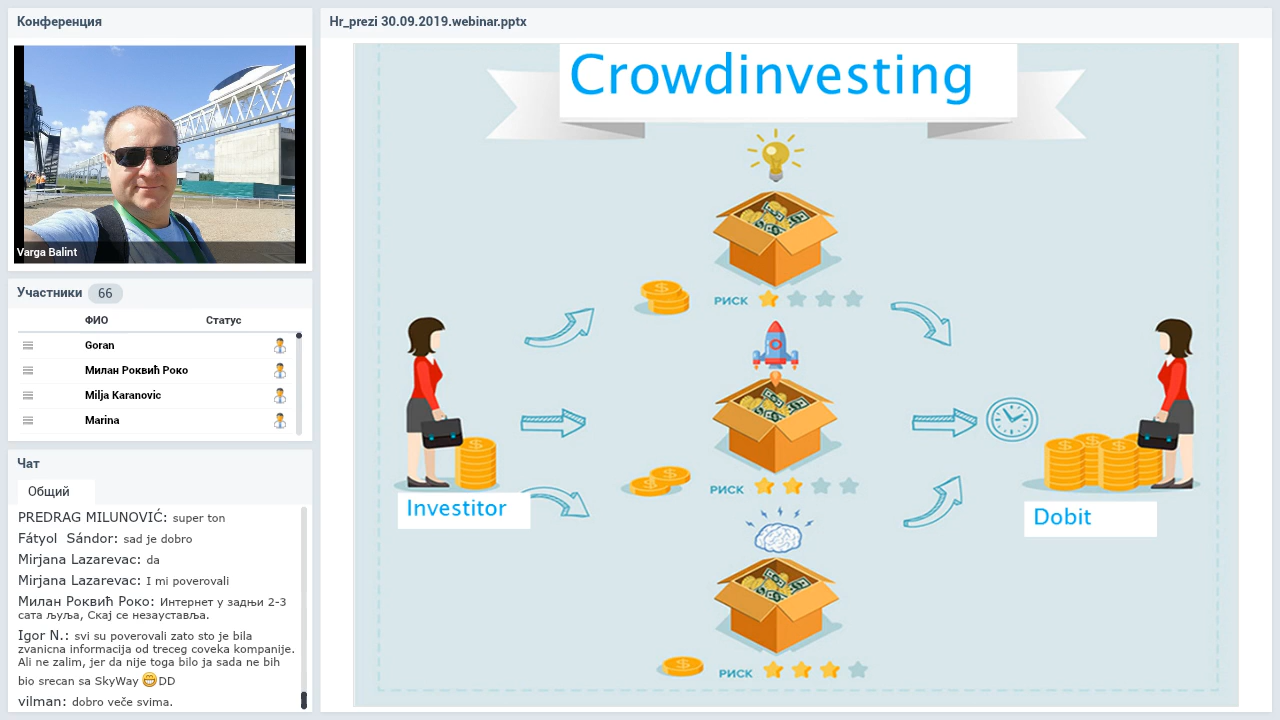 Конференция
Varga Balint
Участники 66
ФИО Статус
Goran
Милан Роквић Роко
Milja Karanovic
Marina
Чат
Общий
PREDRAG MILUNOVIĆ: super ton
Fátyol Sándor: sad je dobro
Mirjana Lazarevac: da
Mirjana Lazarevac: I mi poverovali
Милан Роквић Роко: Интернет у задњи 2-3
сата љуља, Скај се незауставља.
Igor N.: svi su poverovali zato sto je bila
zvanicna informacija od treceg coveka kompanije.
Ali ne zalim, jer da nije toga bilo ja sada ne bih
bio srecan sa SkyWay 😁DD
vilman: dobro veče svima.
Hr_prezi 30.09.2019.webinar.pptx
Crowdinvesting
РИСК
РИСК
Investitor
Dobit
РИСК